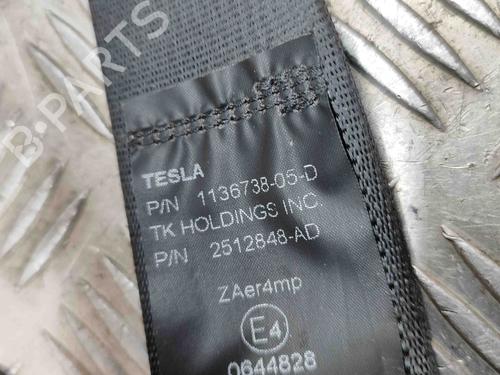 B-PARTS
TESLA
P/N 1136738-05-D
TK HOLDINGS INC.
P/N 2512848-AD
ZAer4mp
E4
0644828